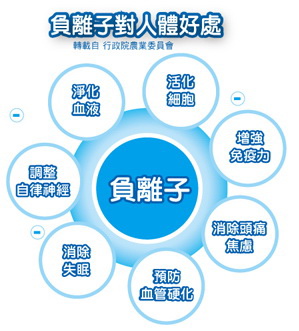 負離子對人體好處
轉載自 行政院農業委員會
淨化
血液
活化
細胞
增強
免疫力
消除頭痛
焦慮
預防
血管硬化
消除
失眠
調整
自律神經
負離子